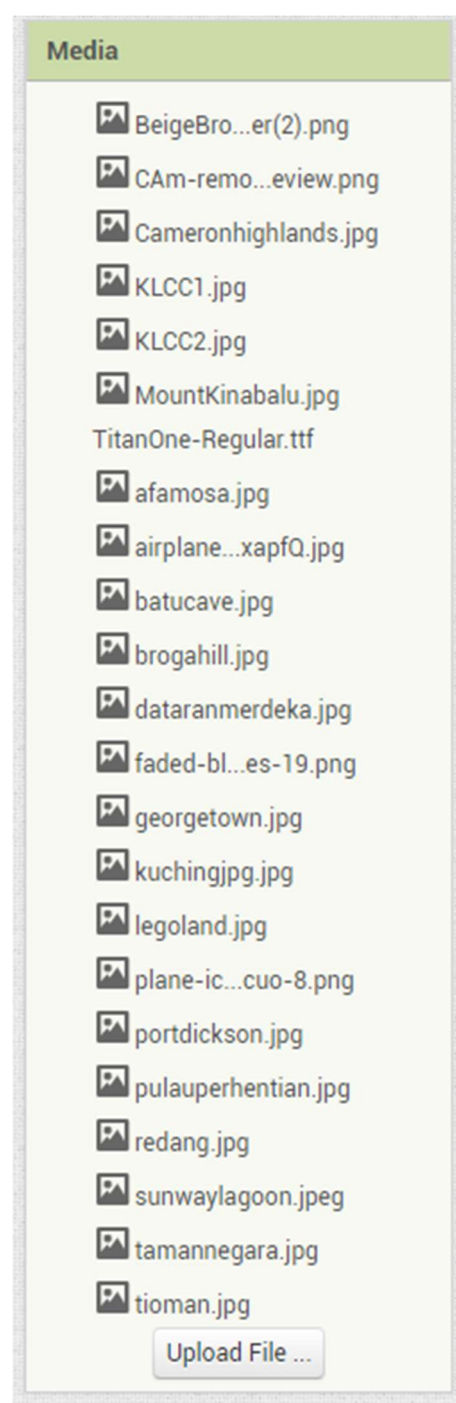 Media
BeigeBro...er(2).png
CAm-remo...eview.png
Cameronhighlands.jpg
KLCC1.jpg
KLCC2.jpg
MountKinabalu.jpg
TitanOne-Regular.ttf
afamosa.jpg
airplane...xapfQ.jpg
batucave.jpg
brogahill.jpg
dataranmerdeka.jpg
faded-bl...es-19.png
georgetown.jpg
kuchingjpg.jpg
legoland.jpg
plane-ic...cuo-8.png
portdickson.jpg
pulauperhentian.jpg
redang.jpg
sunwaylagoon.jpeg
tamannegara.jpg
tioman.jpg
Upload File ...